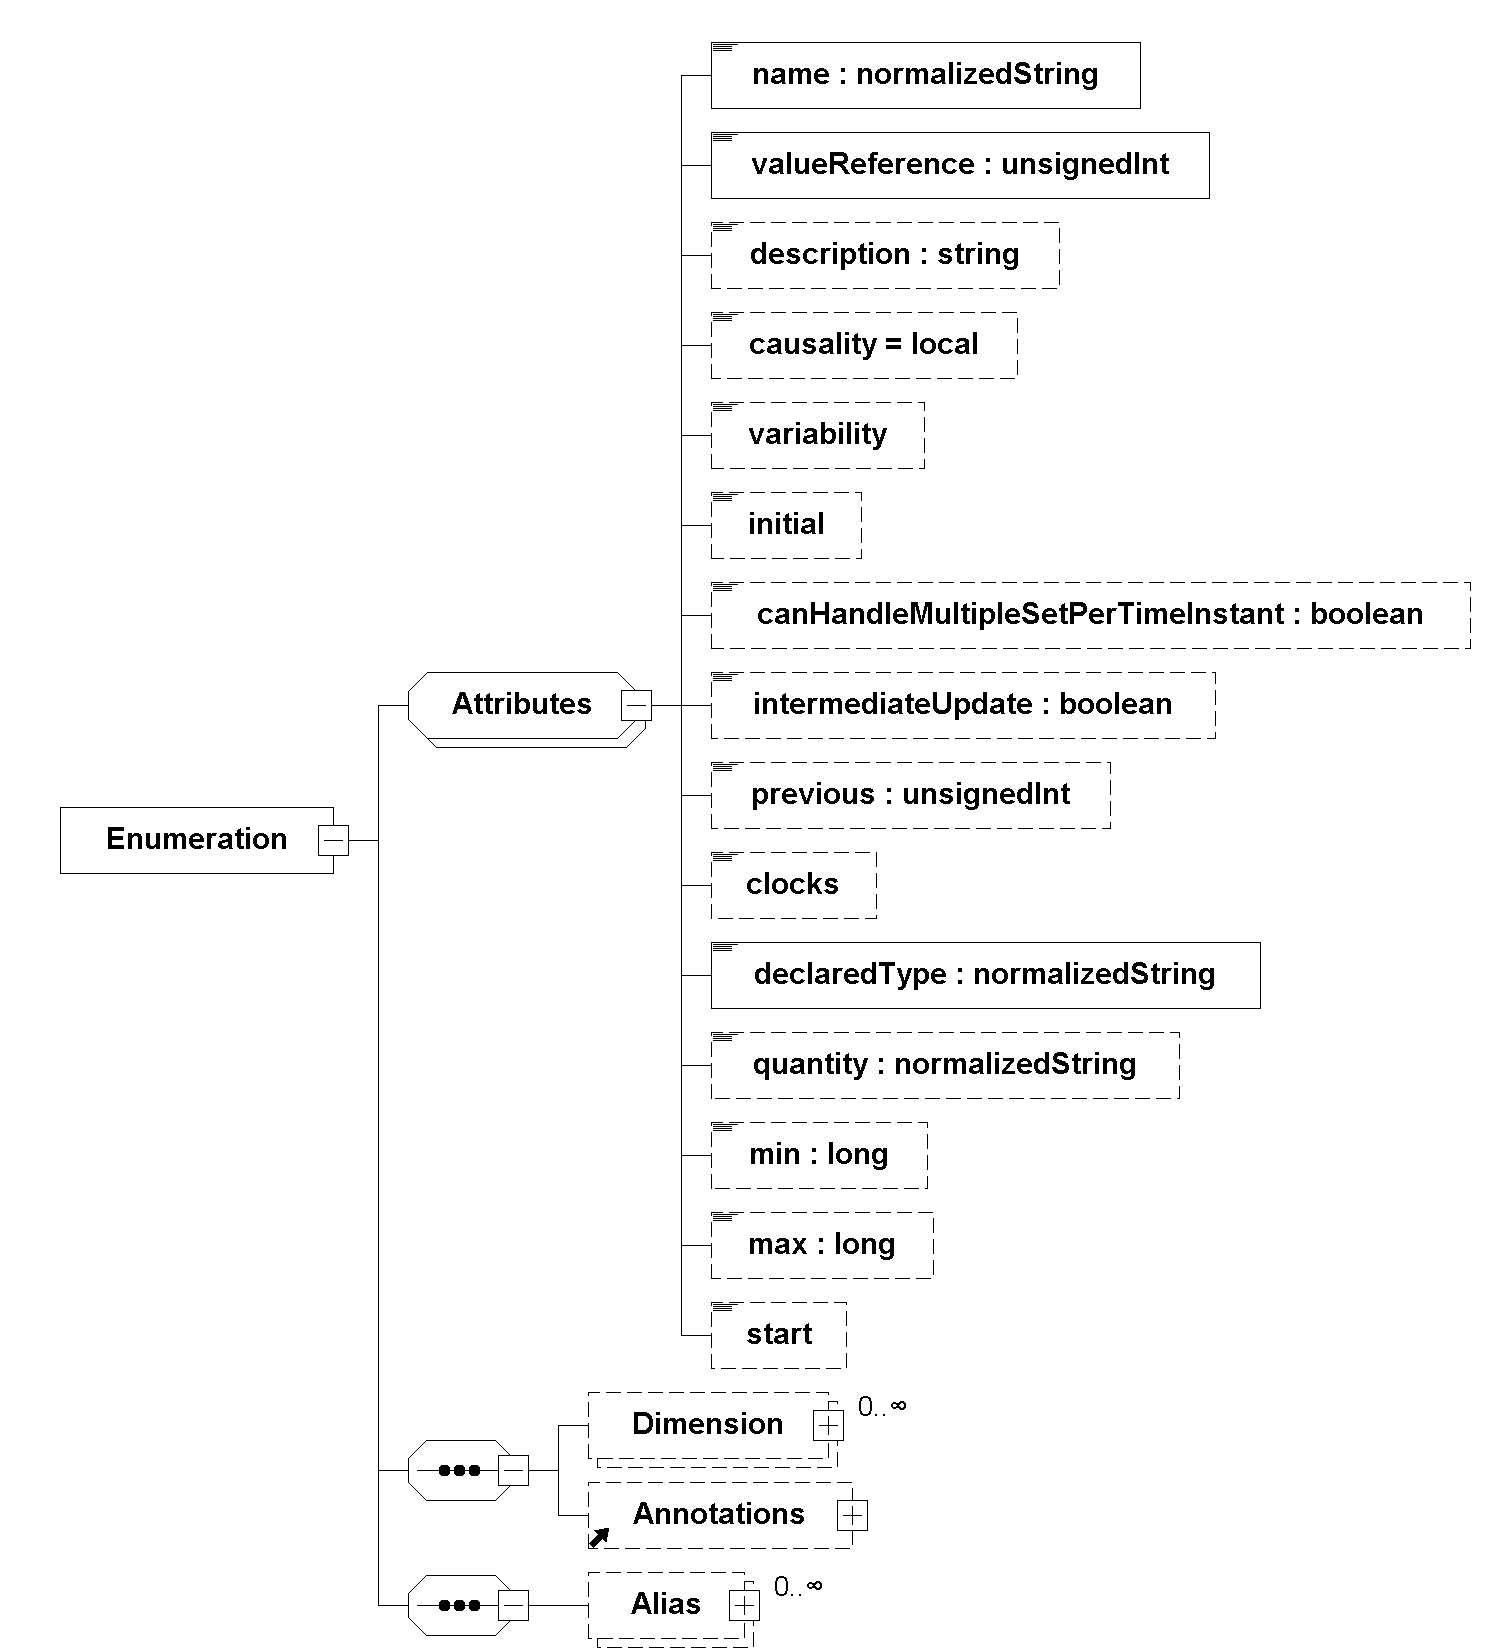 name : normalizedString
valueReference : unsignedInt
description : string
causality = local
variability
initial
canHandleMultipleSetPerTimeInstant : boolean
Attributes
intermediateUpdate : boolean
previous : unsignedInt
Enumeration
clocks
declaredType : normalizedString
quantity : normalizedString
min : long
max : long
start
Dimension
0..∞
Annotations
Alias
0..∞